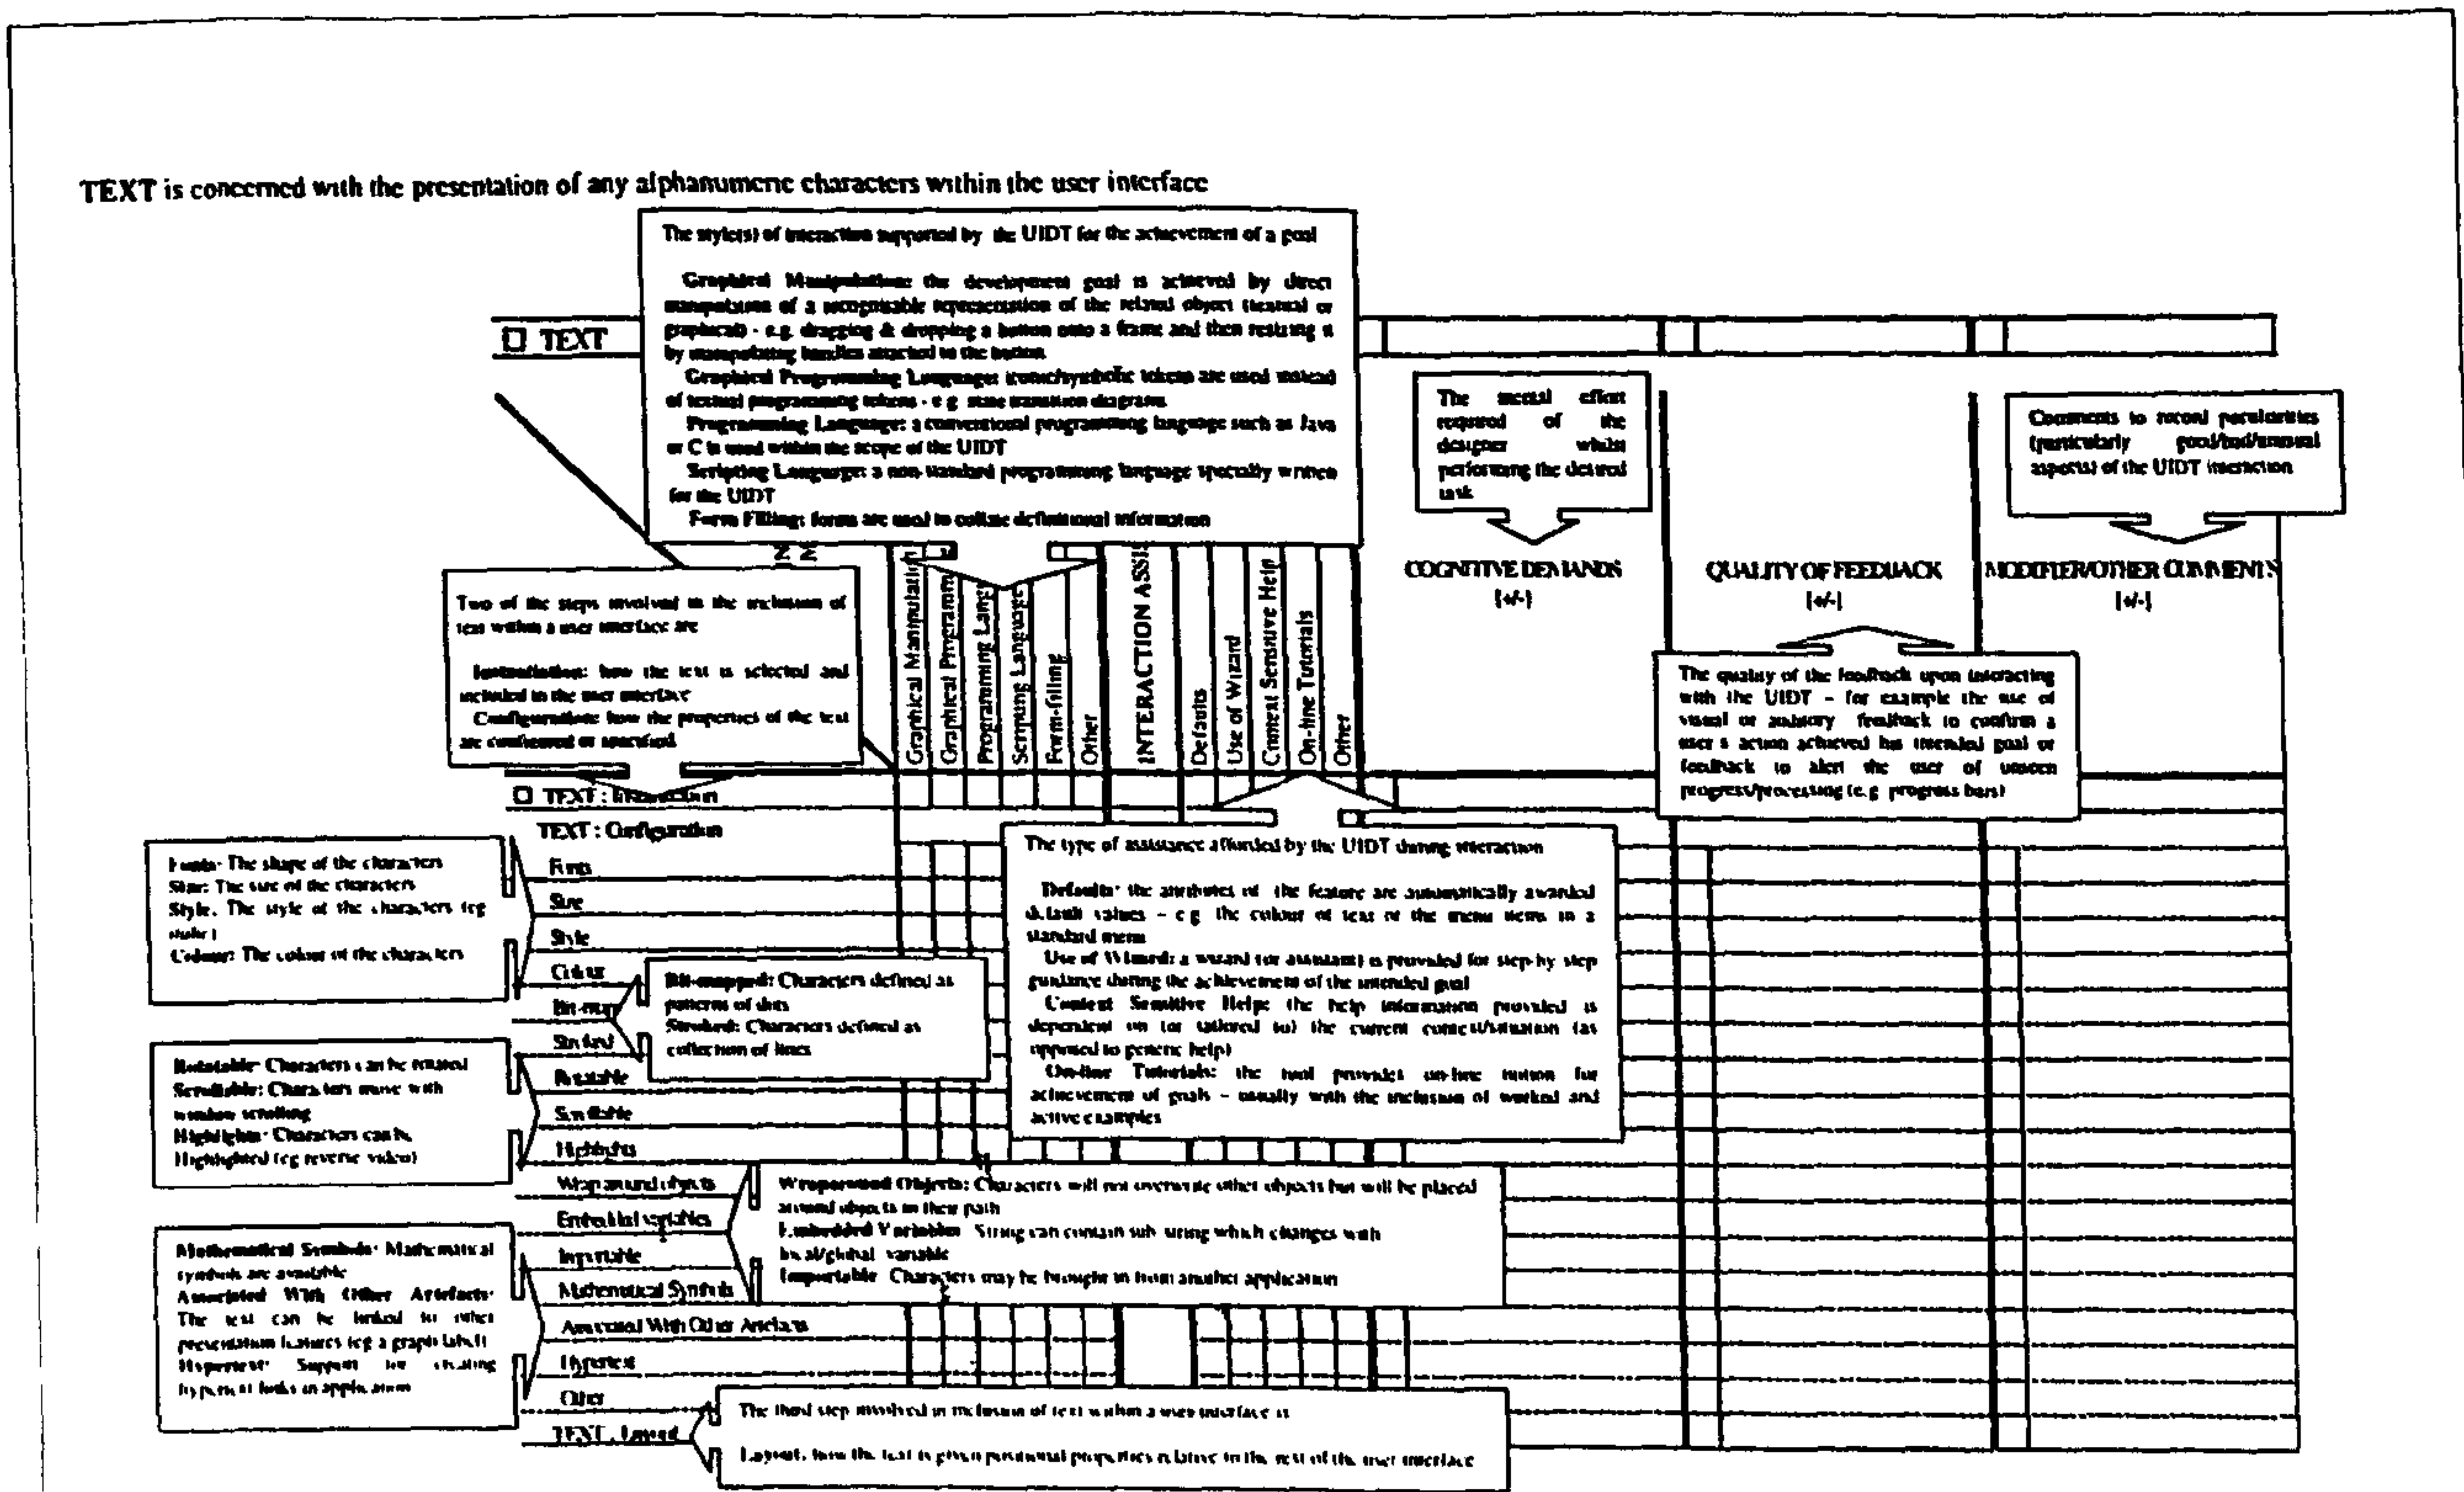 TEXT is concerned with the presentation of any alphanumeric characters within the user interface
The style(s) of interaction supported by the UIDT for the achievement of a goal
Graphical Manipulation: the development goal is achieved by direct
manipulation of a recognisable representation of the related object (textual or
graphical) - e.g. dragging & dropping a button onto a frame and then resizing it
by manipulating handles attached to the button
Graphical Programming Language: iconic/symbolic tokens are used instead
of textual programming tokens - e g state transition diagrams
Programming Language: a conventional programming language such as Java
or C is used within the scope of the UIDT
Scripting Language: a non-standard programming language specially written
for the UIDT
Form Filling: forms are used to collate definitional information
TEXT
The mental effort
required of the
designer whilst
performing the desired
task
Comments to record peculiarities
(particularly good/bad/unusual
aspects) of the UIDT interaction
COGNITIVE DEMANDS
[+/-]
QUALITY OF FEEDBACK
[+/-]
MODIFIER/OTHER COMMENTS
[+/-]
Two of the steps involved in the inclusion of
text within a user interface are
Instantiation: how the text is selected and
included in the user interface
Configuration: how the properties of the text
are configured or specified
Graphical Manipulation
Graphical Programm
Programming Lang
Scripting Language
Form-filling
Other
INTERACTION ASSIS
Defaults
Use of Wizard
Context Sensitive Help
On-line Tutorials
Other
The quality of the feedback upon interacting
with the UIDT – for example the use of
visual or auditory feedback to confirm a
user s action achieved his intended goal or
feedback to alert the user of unseen
progress/processing (e.g progress bars)
TEXT : Instantiation
TEXT : Configuration
Fonts
Size
Style
Colour
Bit-map
Stroked
Rotatable
Scrollable
Highlights
Wrap around objects
Embedded variables
Importable
Mathematical Symbols
Associated With Other Artefacts
Hypertext
Other
TEXT : Layout
Fonts: The shape of the characters
Size: The size of the characters
Style. The style of the characters (eg
italic)
Colour: The colour of the characters
Bit-mapped: Characters defined as
patterns of dots
Stroked: Characters defined as
collection of lines
Rotatable: Characters can be rotated
Scrollable: Characters move with
window scrolling
Highlights: Characters can be
Highlighted (eg reverse video)
The type of assistance afforded by the UIDT during interaction
Defaults: the attributes of the feature are automatically awarded
default values – e g the colour of text or the menu items in a
standard menu
Use of Wizard: a wizard (or assistant) is provided for step-by step
guidance during the achievement of the intended goal
Context Sensitive Help: the help information provided is
dependent on (or tailored to) the current context/situation (as
opposed to generic help)
On-line Tutorials: the tool provides on-line tuition for
achievement of goals – usually with the inclusion of worked and
active examples
Wraparound Objects: Characters will not overwrite other objects but will be placed
around objects in their path
Embedded Variables String can contain sub-string which changes with
local/global variable
Importable Characters may be brought in from another application
Mathematical Symbols: Mathematical
symbols are available
Associated With Other Artefacts:
The text can be linked to other
presentation features (eg a graph label)
Hypertext: Support for creating
hypertext links in application
The third step involved in inclusion of text within a user interface is
Layout: how the text is given positional properties relative to the rest of the user interface